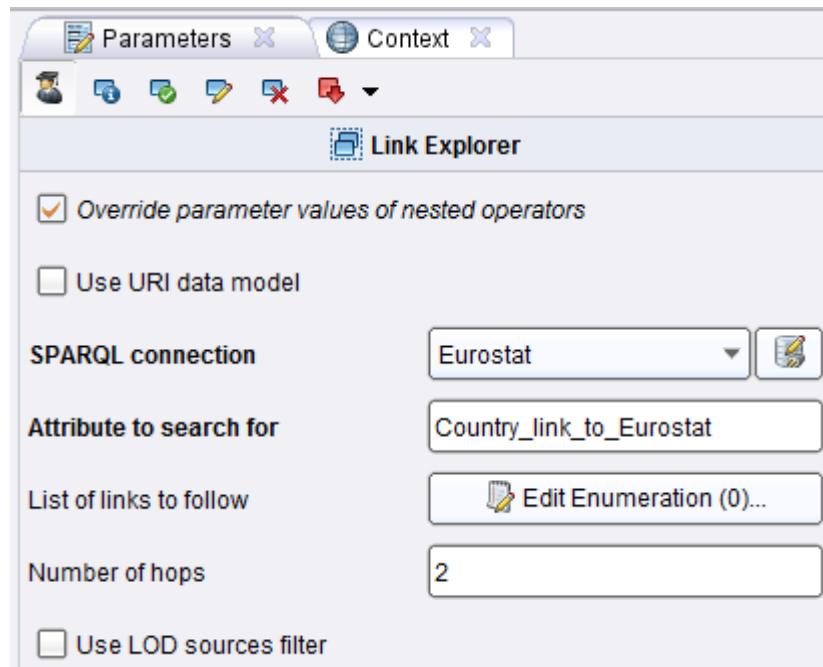 Parameters Context
Link Explorer
Override parameter values of nested operators
Use URI data model
SPARQL connection Eurostat
Attribute to search for Country_link_to_Eurostat
List of links to follow Edit Enumeration (0)...
Number of hops 2
Use LOD sources filter